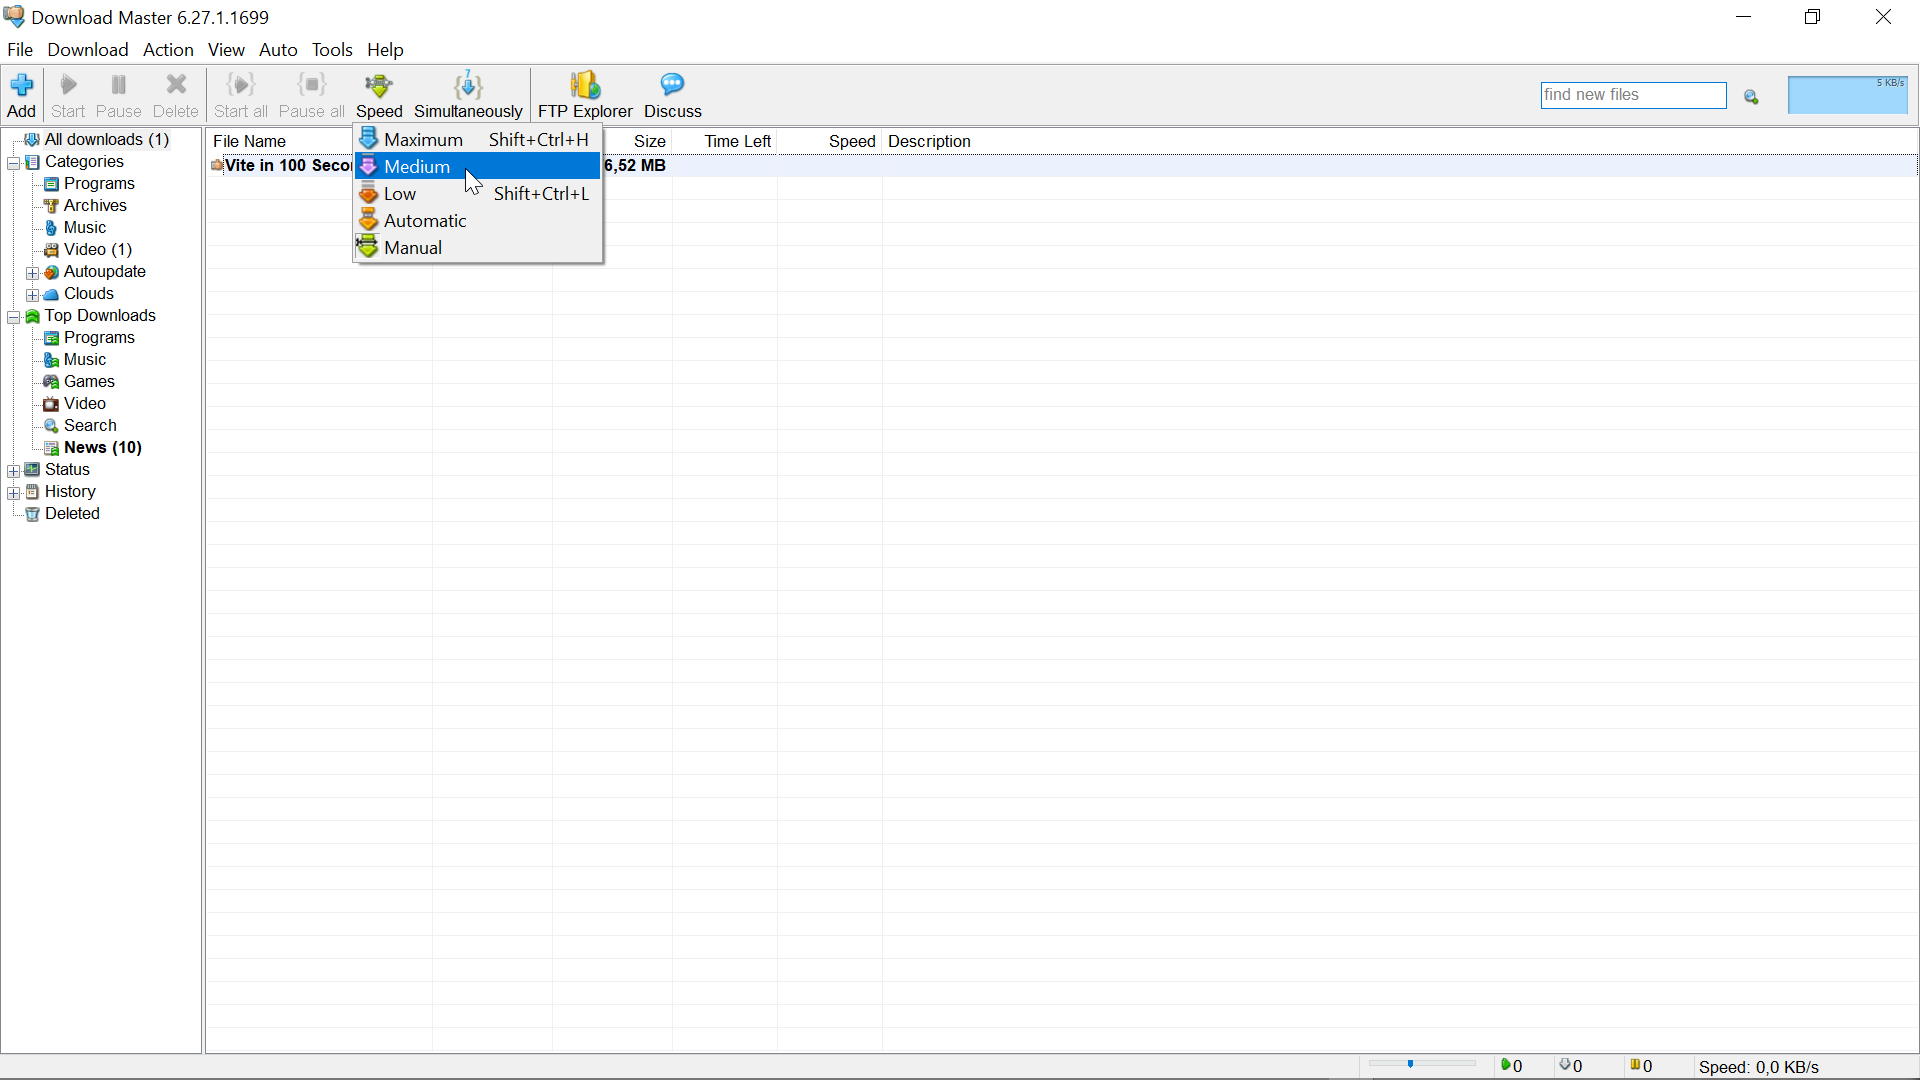 Download Master 6.27.1.1699
File Download Action View Auto Tools Help
Add Start Pause Delete Start all Pause all Speed Simultaneously FTP Explorer Discuss
find new files
5 KB/s
All downloads (1)
Categories
Programs
Archives
Music
Video (1)
Autoupdate
Clouds
Top Downloads
Programs
Music
Games
Video
Search
News (10)
Status
History
Deleted
File Name Size Time Left Speed Description
Vite in 100 6,52 MB
Maximum Shift+Ctrl+H
Medium
Low Shift+Ctrl+L
Automatic
Manual
0 0 0 Speed: 0,0 KB/s